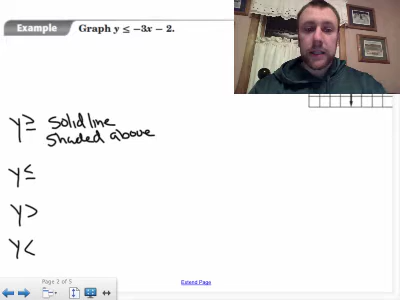 Example Graph y ≤ −3x − 2.
y≥ solid line
shaded above
y≤
y>
y<
Page 2 of 5
Extend Page